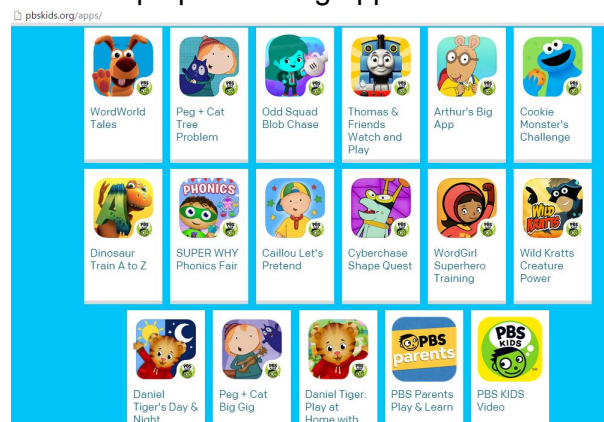 pbskids.org/apps/
WordWorld
Tales
Peg + Cat
Tree
Problem
Odd Squad
Blob Chase
Thomas &
Friends
Watch and
Play
Arthur's Big
App
Cookie
Monster's
Challenge
PHONICS
WILD
KRATTS
Dinosaur
Train A to Z
SUPER WHY
Phonics Fair
Caillou Let's
Pretend
Cyberchase
Shape Quest
WordGirl
Superhero
Training
Wild Kratts
Creature
Power
PBS
parents
PBS
KIDS
Daniel
Tiger's Day &
Night
Peg + Cat
Big Gig
Daniel Tiger:
Play at
Home with
PBS Parents
Play & Learn
PBS KIDS
Video